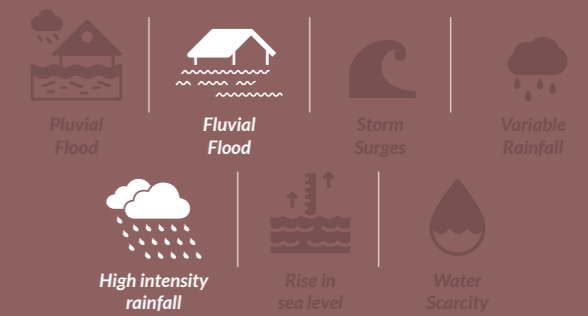 Pluvial
Flood
Fluvial
Flood
Storm
Surges
Variable
Rainfall
High intensity
rainfall
Rise in
sea level
Water
Scarcity